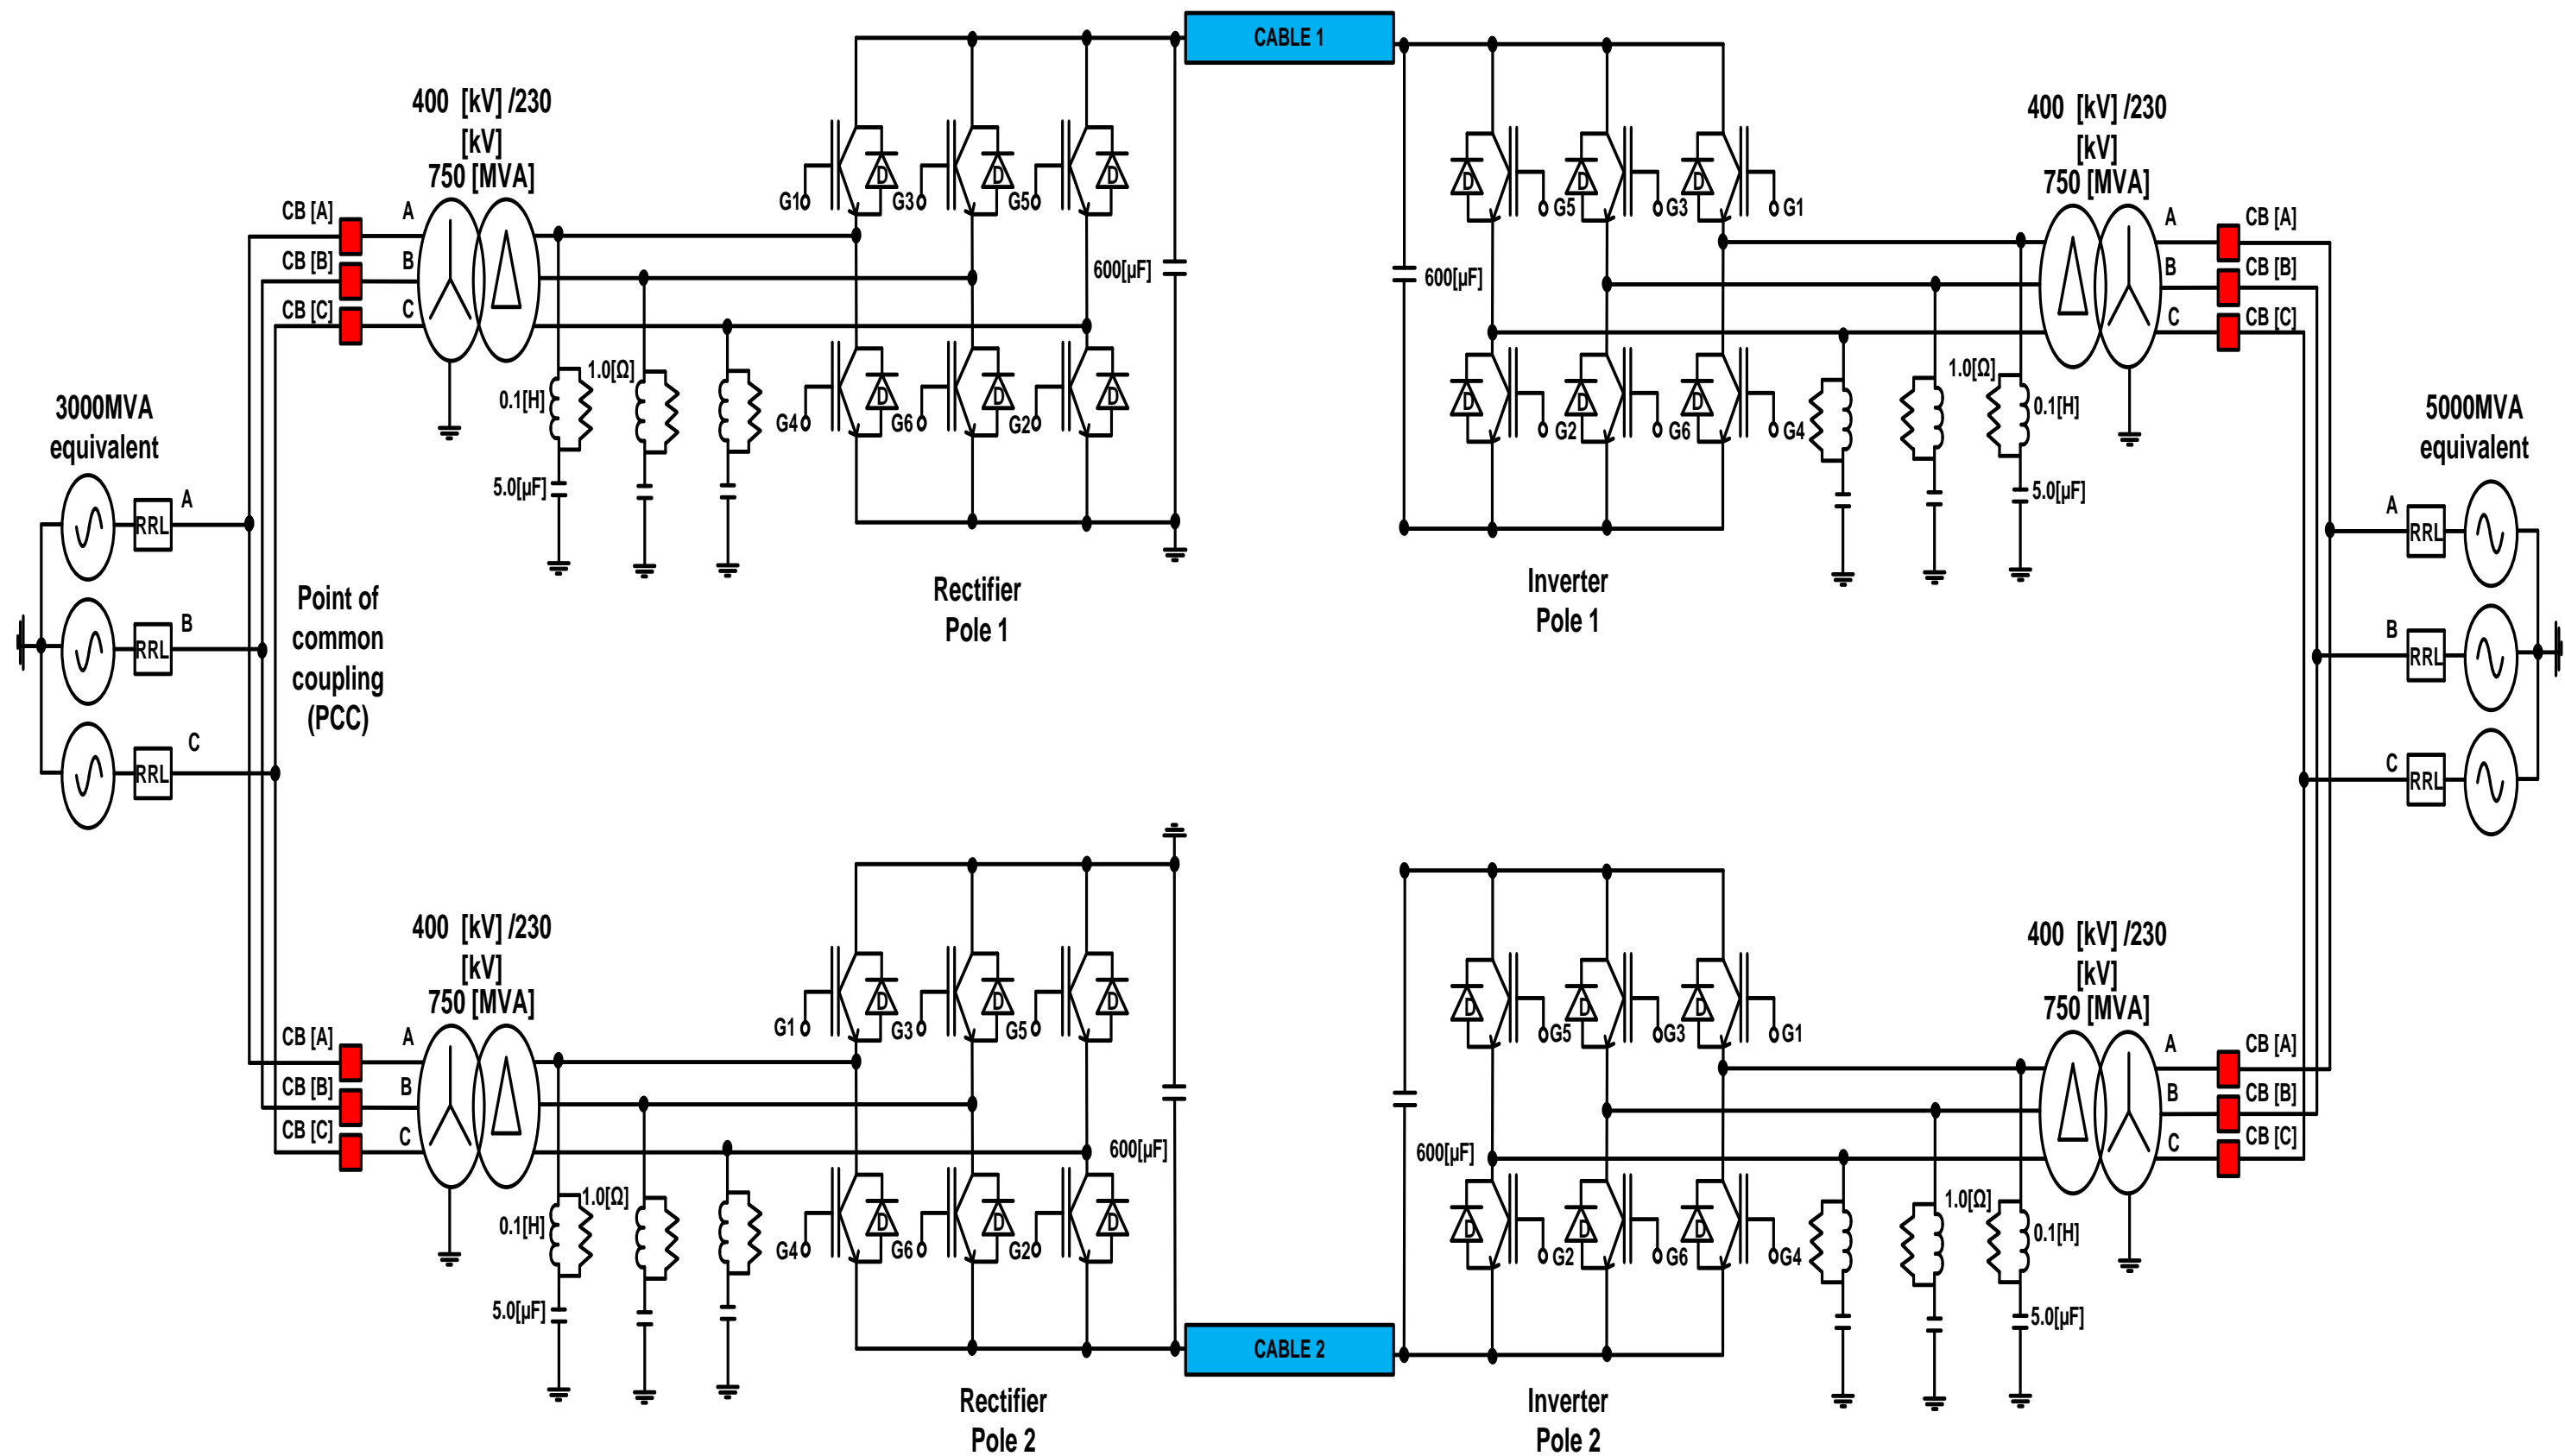 CABLE 1
400 [kV] /230
[kV]
750 [MVA]
400 [kV] /230
[kV]
750 [MVA]
CB [A]
A
CB [B]
B
CB [C]
C
G1
G3
G5
600[µF]
600[µF]
G5
G3
G1
A
CB [A]
B
CB [B]
C
CB [C]
0.1[H]
1.0[Ω]
5.0[µF]
G4
G6
G2
G2
G6
G4
1.0[Ω]
0.1[H]
5.0[µF]
D
D
D
D
D
D
D
D
D
D
D
D
3000MVA
equivalent
RRL
A
RRL
B
RRL
C
Point of
common
coupling
(PCC)
Rectifier
Pole 1
Inverter
Pole 1
5000MVA
equivalent
A
RRL
B
RRL
C
RRL
400 [kV] /230
[kV]
750 [MVA]
400 [kV] /230
[kV]
750 [MVA]
CB [A]
A
CB [B]
B
CB [C]
C
G1
G3
G5
600[µF]
600[µF]
G5
G3
G1
A
CB [A]
B
CB [B]
C
CB [C]
0.1[H]
1.0[Ω]
5.0[µF]
G4
G6
G2
G2
G6
G4
1.0[Ω]
0.1[H]
5.0[µF]
D
D
D
D
D
D
D
D
D
D
D
D
CABLE 2
Rectifier
Pole 2
Inverter
Pole 2